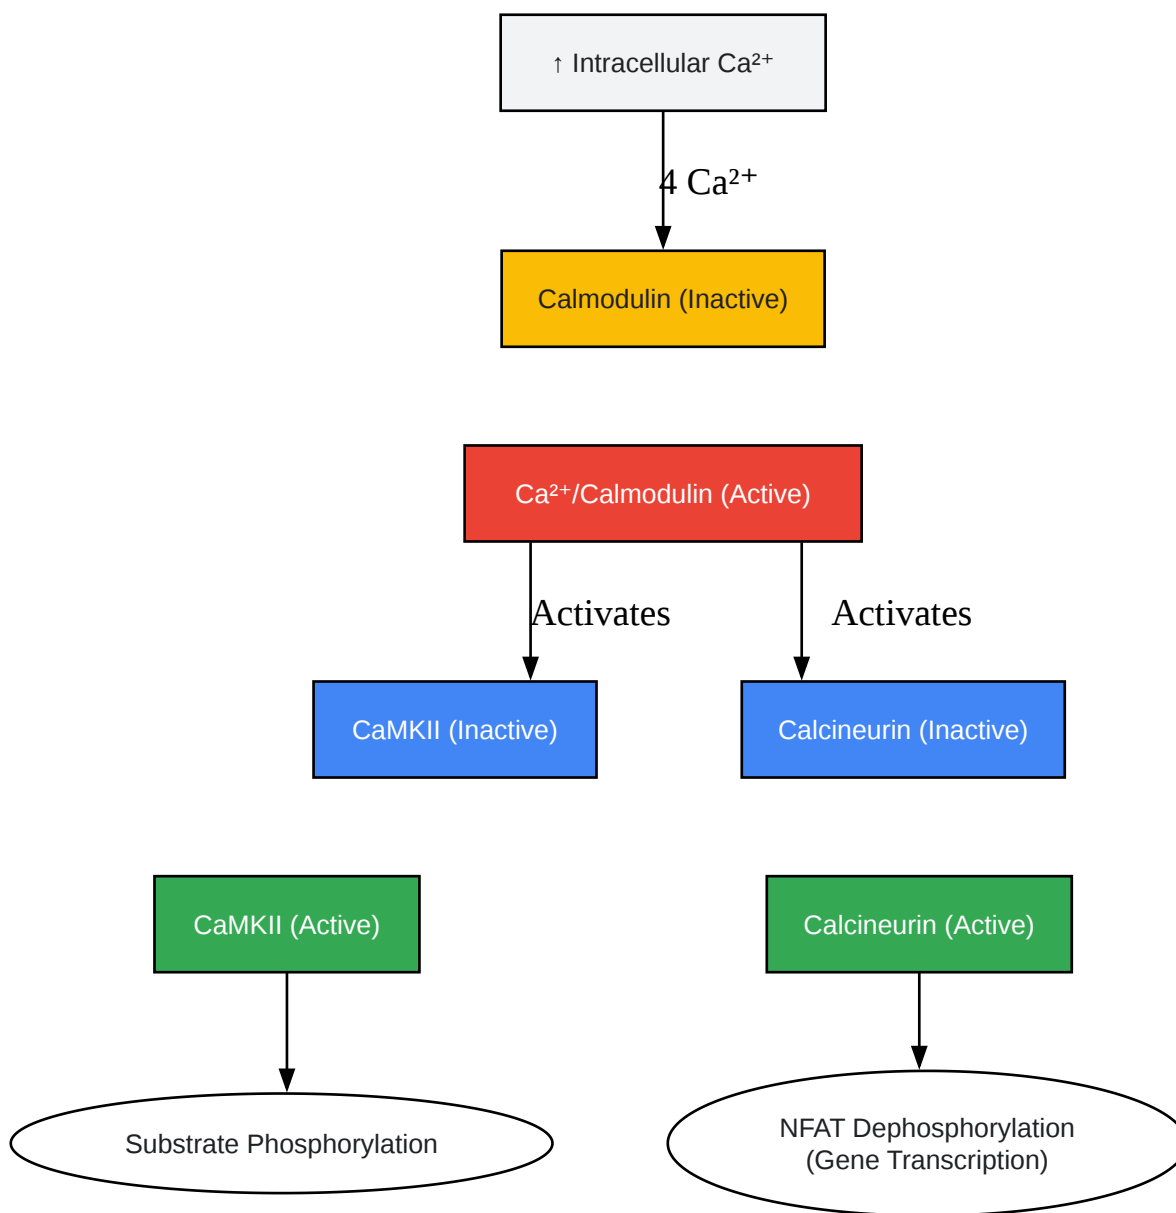 ↑ Intracellular Ca²⁺
4 Ca²⁺
Calmodulin (Inactive)
Ca²⁺/Calmodulin (Active)
Activates
Activates
CaMKII (Inactive)
Calcineurin (Inactive)
CaMKII (Active)
Calcineurin (Active)
Substrate Phosphorylation
NFAT Dephosphorylation
(Gene Transcription)